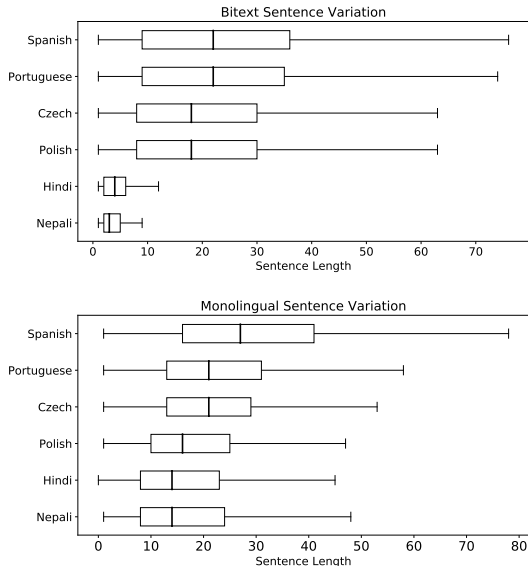 Bitext Sentence Variation
Spanish
Portuguese
Czech
Polish
Hindi
Nepali
0 10 20 30 40 50 60 70
Sentence Length
Monolingual Sentence Variation
Spanish
Portuguese
Czech
Polish
Hindi
Nepali
0 10 20 30 40 50 60 70 80
Sentence Length